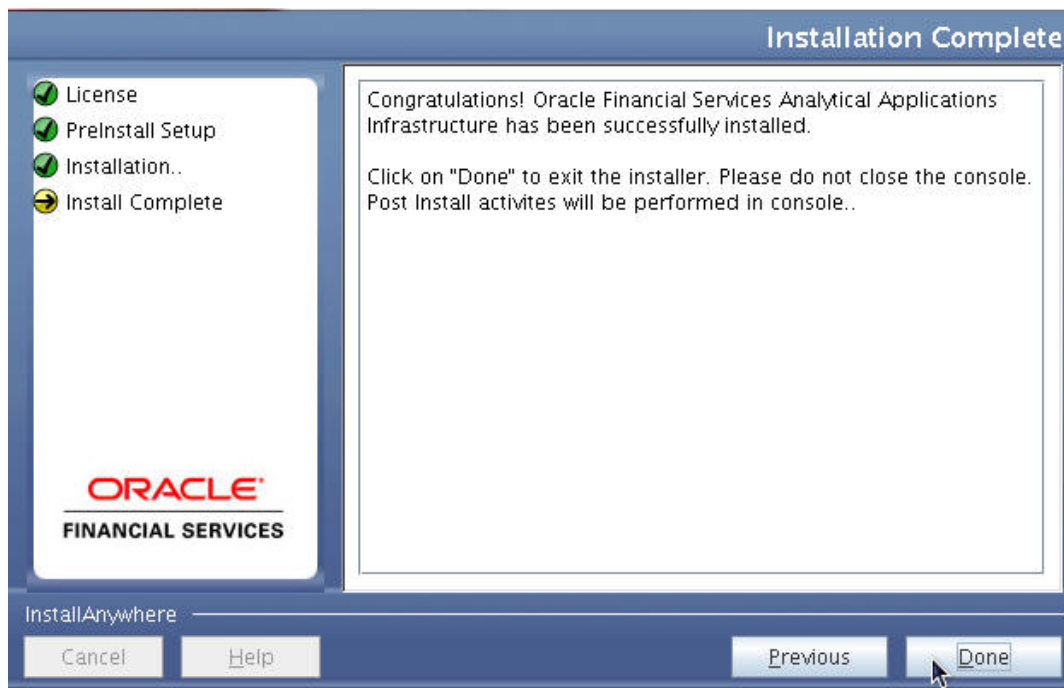 Installation Complete
License
PreInstall Setup
Installation..
Install Complete
Congratulations! Oracle Financial Services Analytical Applications
Infrastructure has been successfully installed.
Click on "Done" to exit the installer. Please do not close the console.
Post Install activites will be performed in console..
ORACLE
FINANCIAL SERVICES
InstallAnywhere
Cancel
Help
Previous
Done